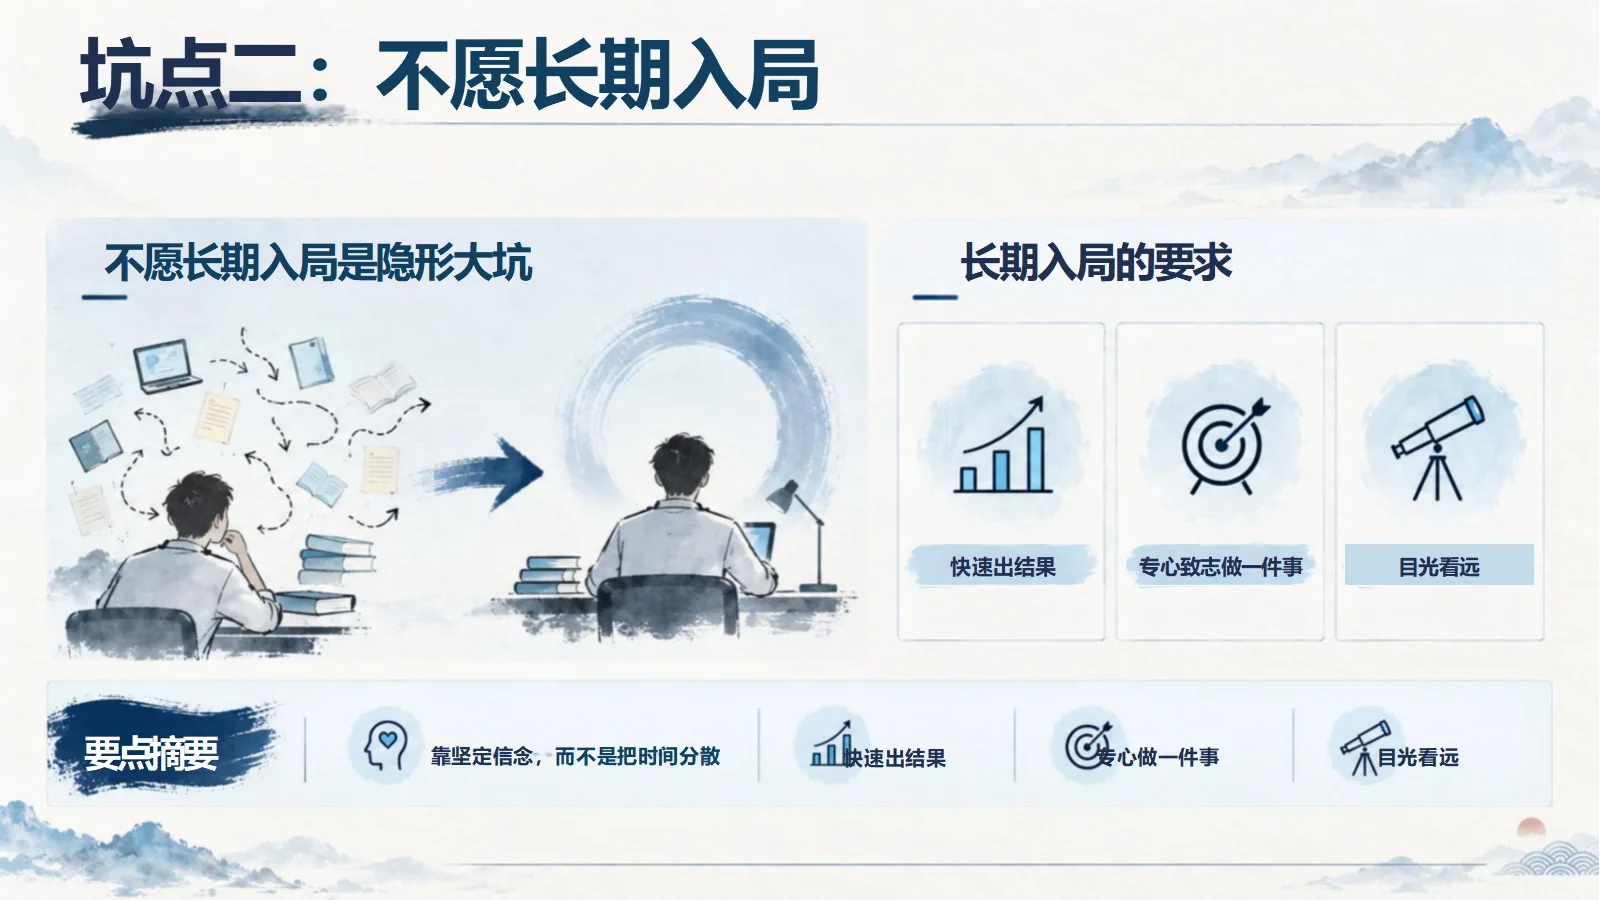 坑点二：不愿长期入局
不愿长期入局是隐形大坑
长期入局的要求
快速出结果
专心致志做一件事
目光看远
要点摘要
靠坚定信念，而不是把时间分散
快速出结果
专心做一件事
目光看远